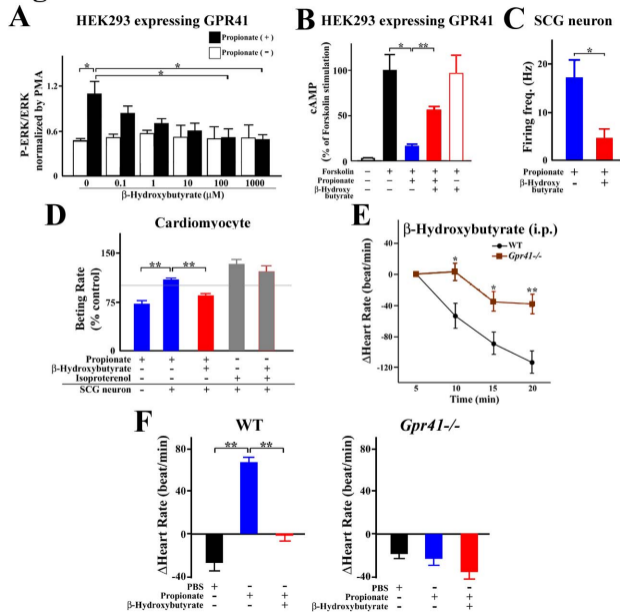 A
HEK293 expressing GPR41
Propionate (+)
Propionate (−)
P-ERK/ERK
normalized by PMA
1.2
0.6
0
* * *
0 0.1 1 10 100 1000
β-Hydroxybutyrate(μM)
B
HEK293 expressing GPR41
cAMP
(% of Forskolin stimulation)
100
50
0
* **
Forskolin − + + + +
Propionate − − + + −
β-Hydroxy
butyrate − − − + +
C
SCG neuron
Firing freq. (Hz)
25
20
15
10
5
0
*
Propionate + +
β-Hydroxy
butyrate − +
D
Cardiomyocyte
Beting Rate
(% control)
150
75
0
** **
Propionate + + + − −
β-Hydroxybutyrate − − + − +
Isoproterenol − − − + +
SCG neuron − + + + +
E
β-Hydroxybutyrate (i.p.)
WT
Gpr41-/-
ΔHeart Rate (beat/min)
40
0
-40
-80
-120
* * **
5 10 15 20
Time (min)
F
WT
ΔHeart Rate (beat/min)
80
40
0
-40
** **
PBS + − −
Propionate − + +
β-Hydroxybutyrate − − +
Gpr41-/-
ΔHeart Rate (beat/min)
80
40
0
-40
PBS + − −
Propionate − + +
β-Hydroxybutyrate − − +